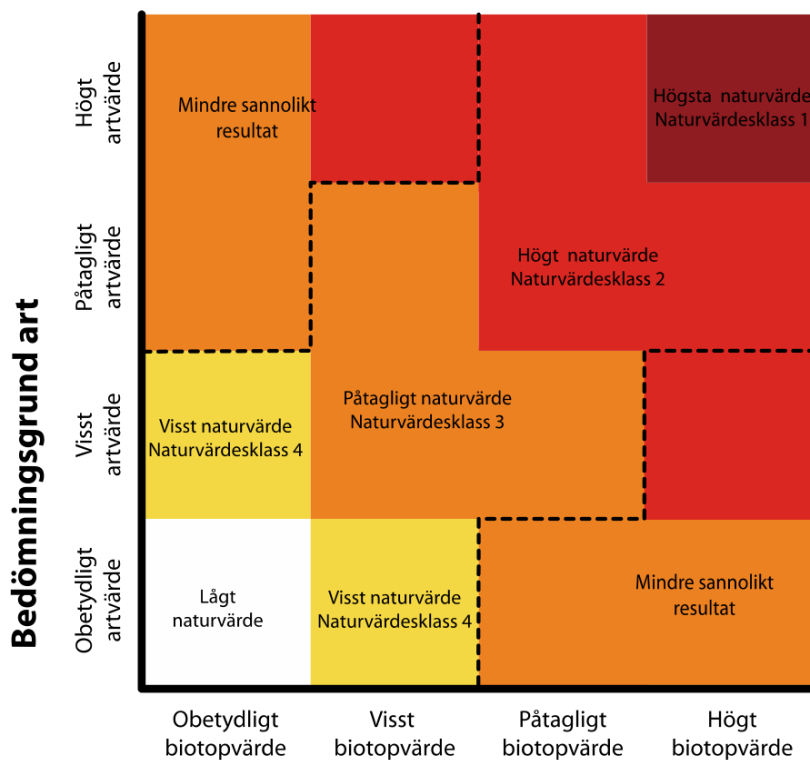 Bedömningsgrund art
Högt
artvärde
Påtagligt
artvärde
Visst
artvärde
Obetydligt
artvärde
Mindre sannolikt
resultat
Högsta naturvärde
Naturvärdesklass 1
Högt naturvärde
Naturvärdesklass 2
Påtagligt naturvärde
Naturvärdesklass 3
Visst naturvärde
Naturvärdesklass 4
Lågt
naturvärde
Visst naturvärde
Naturvärdesklass 4
Mindre sannolikt
resultat
Obetydligt
biotopvärde
Visst
biotopvärde
Påtagligt
biotopvärde
Högt
biotopvärde